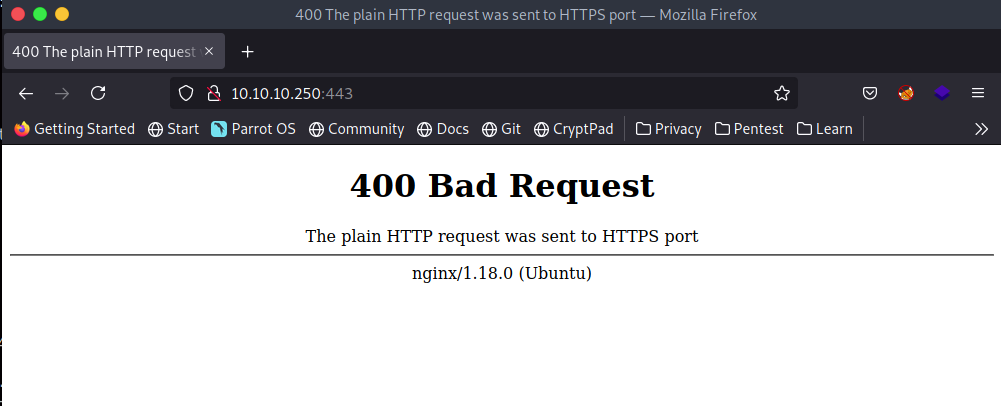 400 The plain HTTP request was sent to HTTPS port — Mozilla Firefox
400 The plain HTTP request
10.10.10.250:443
Getting Started Start Parrot OS Community Docs Git CryptPad Privacy Pentest Learn
400 Bad Request
The plain HTTP request was sent to HTTPS port
nginx/1.18.0 (Ubuntu)